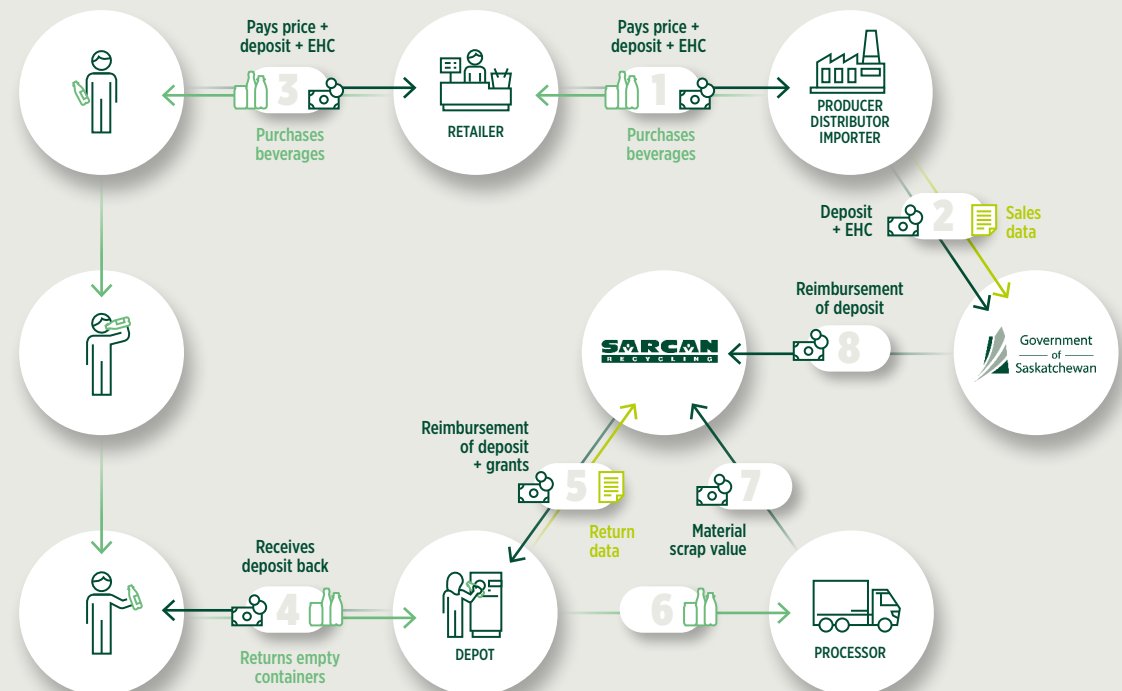 Pays price +
deposit + EHC
3
Purchases
beverages
RETAILER
Pays price +
deposit + EHC
1
Purchases
beverages
PRODUCER
DISTRIBUTOR
IMPORTER
Deposit
+ EHC
2
Sales
data
Reimbursement
of deposit
8
SARCAN
RECYCLING
Government
of
Saskatchewan
Reimbursement
of deposit
+ grants
5
Return
data
7
Material
scrap value
Receives
deposit back
4
Returns empty
containers
DEPOT
6
PROCESSOR